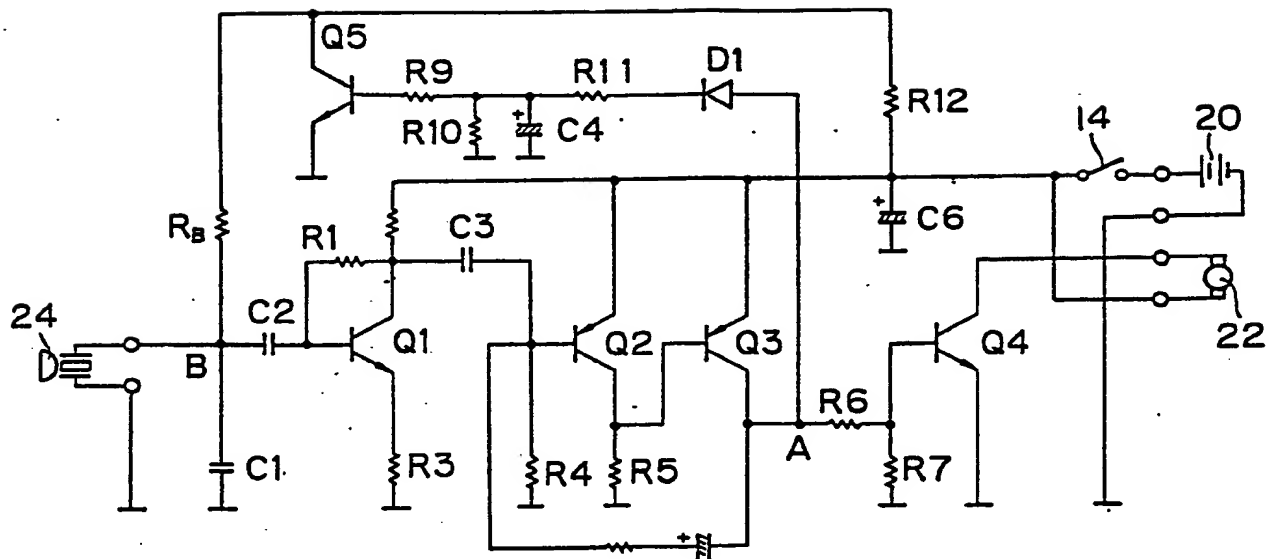 Q5
R9
R11
D1
R12
R10
+
C4
14
20
RB
R1
C3
+
C6
24
C2
B
Q1
Q2
Q3
Q4
22
R6
A
C1
R3
R4
R5
R7
+